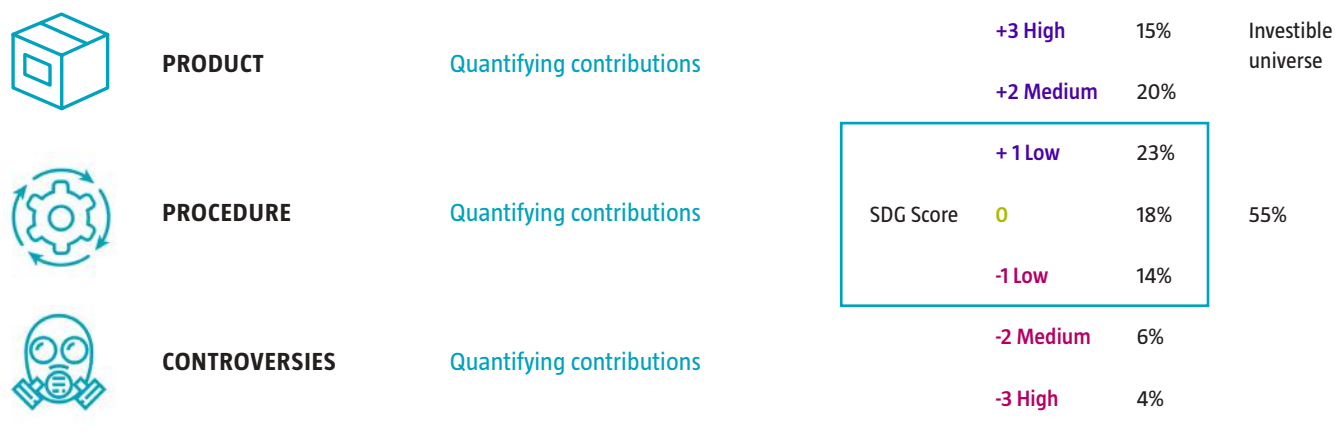 +3 High 15% Investible
universe
PRODUCT Quantifying contributions
+2 Medium 20%
+ 1 Low 23%
PROCEDURE Quantifying contributions SDG Score 0 18% 55%
-1 Low 14%
-2 Medium 6%
CONTROVERSIES Quantifying contributions
-3 High 4%